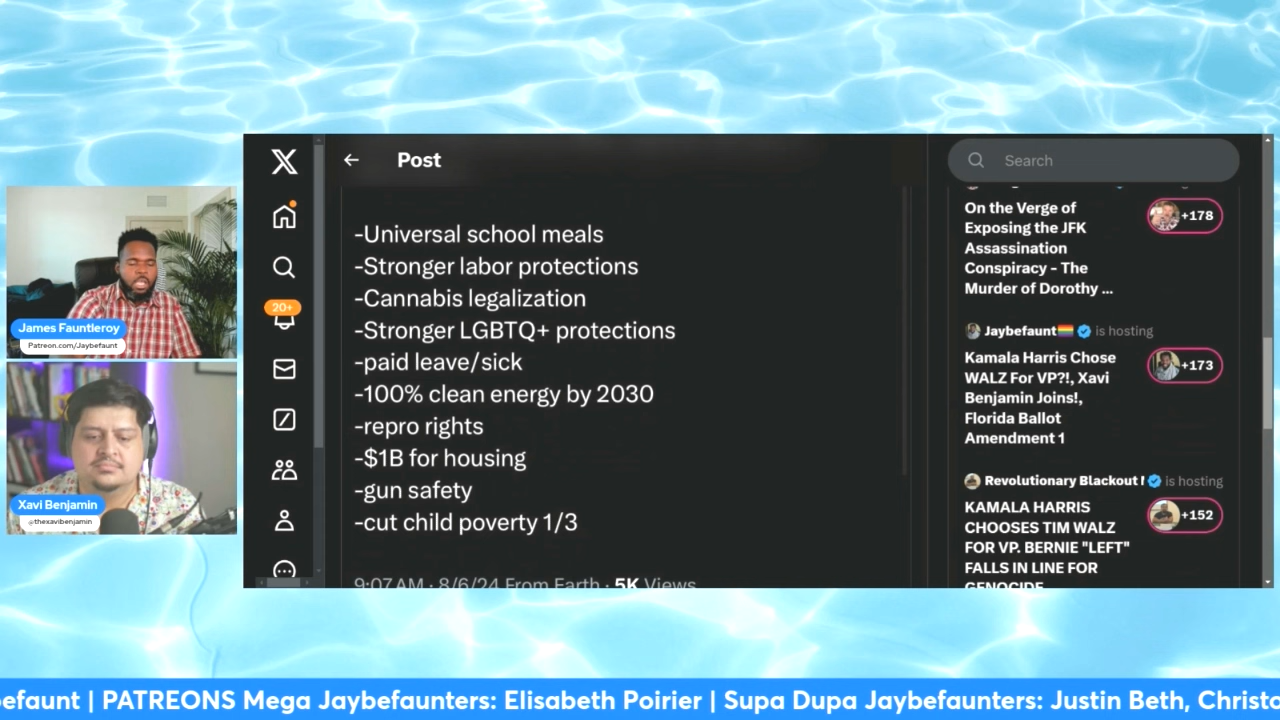 James Fauntleroy
Patreon.com/Jaybefaunt
Xavi Benjamin
@thexavibenjamin
X
20+
Post
-Universal school meals
-Stronger labor protections
-Cannabis legalization
-Stronger LGBTQ+ protections
-paid leave/sick
-100% clean energy by 2030
-repro rights
-$1B for housing
-gun safety
-cut child poverty 1/3
9:07 AM · 8/6/24 From Earth · 5K Views
Search
On the Verge of
Exposing the JFK
Assassination
Conspiracy - The
Murder of Dorothy ...
+178
Jaybefaunt🏳️‍🌈 is hosting
Kamala Harris Chose
WALZ For VP?!, Xavi
Benjamin Joins!,
Florida Ballot
Amendment 1
+173
Revolutionary Blackout is hosting
KAMALA HARRIS
CHOOSES TIM WALZ
FOR VP. BERNIE "LEFT"
FALLS IN LINE FOR
GENOCIDE
+152
efaunt | PATREONS Mega Jaybefaunters: Elisabeth Poirier | Supa Dupa Jaybefaunters: Justin Beth, Christo